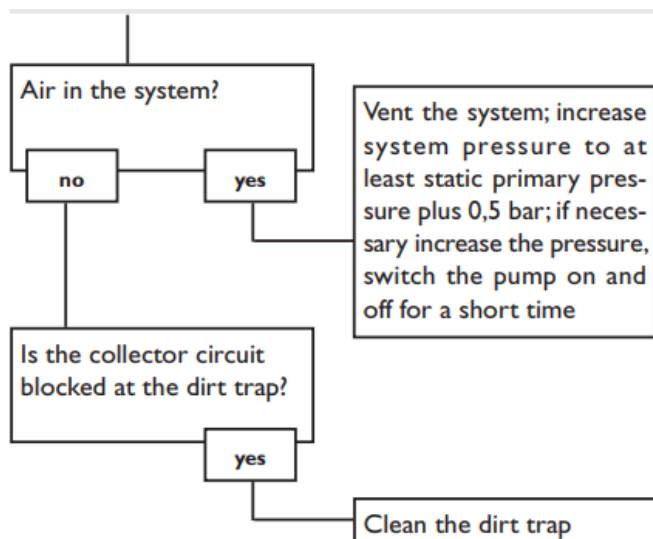 Air in the system?
no
yes
Vent the system; increase
system pressure to at
least static primary pres-
sure plus 0,5 bar; if neces-
sary increase the pressure,
switch the pump on and
off for a short time
Is the collector circuit
blocked at the dirt trap?
yes
Clean the dirt trap